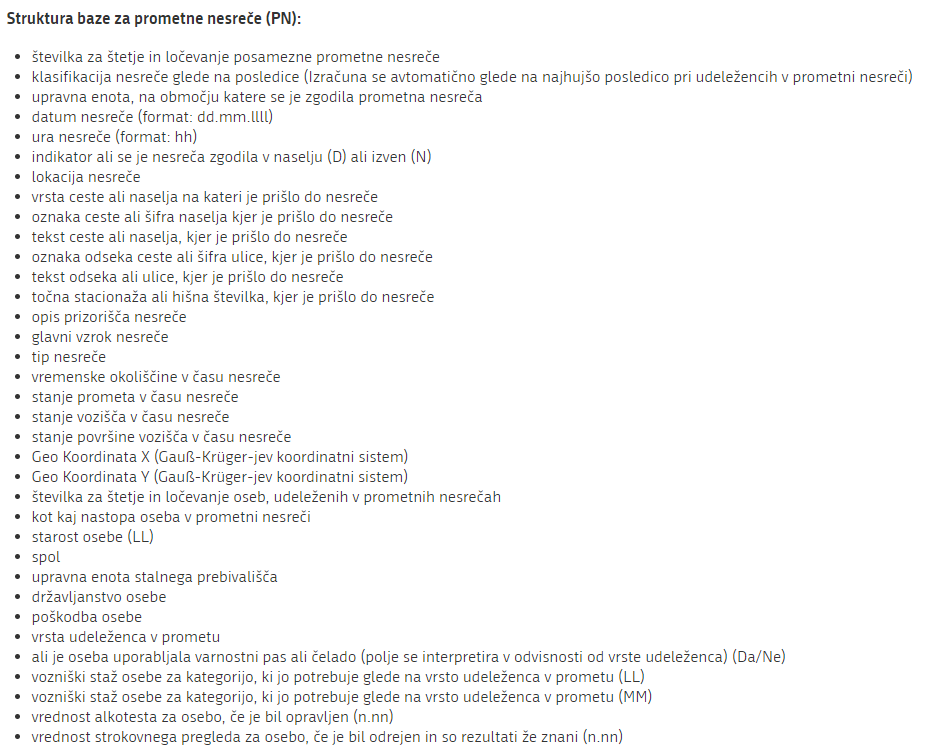 Struktura baze za prometne nesreče (PN):
• številka za štetje in ločevanje posamezne prometne nesreče
• klasifikacija nesreče glede na posledice (Izračuna se avtomatično glede na najhujšo posledico pri udeležencih v prometni nesreči)
• upravna enota, na območju katere se je zgodila prometna nesreča
• datum nesreče (format: dd.mm.llll)
• ura nesreče (format: hh)
• indikator ali se je nesreča zgodila v naselju (D) ali izven (N)
• lokacija nesreče
• vrsta ceste ali naselja na kateri je prišlo do nesreče
• oznaka ceste ali šifra naselja kjer je prišlo do nesreče
• tekst ceste ali naselja, kjer je prišlo do nesreče
• oznaka odseka ceste ali šifra ulice, kjer je prišlo do nesreče
• tekst odseka ali ulice, kjer je prišlo do nesreče
• točna stacionaža ali hišna številka, kjer je prišlo do nesreče
• opis prizorišča nesreče
• glavni vzrok nesreče
• tip nesreče
• vremenske okoliščine v času nesreče
• stanje prometa v času nesreče
• stanje vozišča v času nesreče
• stanje površine vozišča v času nesreče
• Geo Koordinata X (Gauß-Krüger-jev koordinatni sistem)
• Geo Koordinata Y (Gauß-Krüger-jev koordinatni sistem)
• številka za štetje in ločevanje oseb, udeleženih v prometnih nesrečah
• kot kaj nastopa oseba v prometni nesreči
• starost osebe (LL)
• spol
• upravna enota stalnega prebivališča
• državljanstvo osebe
• poškodba osebe
• vrsta udeleženca v prometu
• ali je oseba uporabljala varnostni pas ali čelado (polje se interpretira v odvisnosti od vrste udeleženca) (Da/Ne)
• vozniški staž osebe za kategorijo, ki jo potrebuje glede na vrsto udeleženca v prometu (LL)
• vozniški staž osebe za kategorijo, ki jo potrebuje glede na vrsto udeleženca v prometu (MM)
• vrednost alkotesta za osebo, če je bil opravljen (n.nn)
• vrednost strokovnega pregleda za osebo, če je bil odrejen in so rezultati že znani (n.nn)